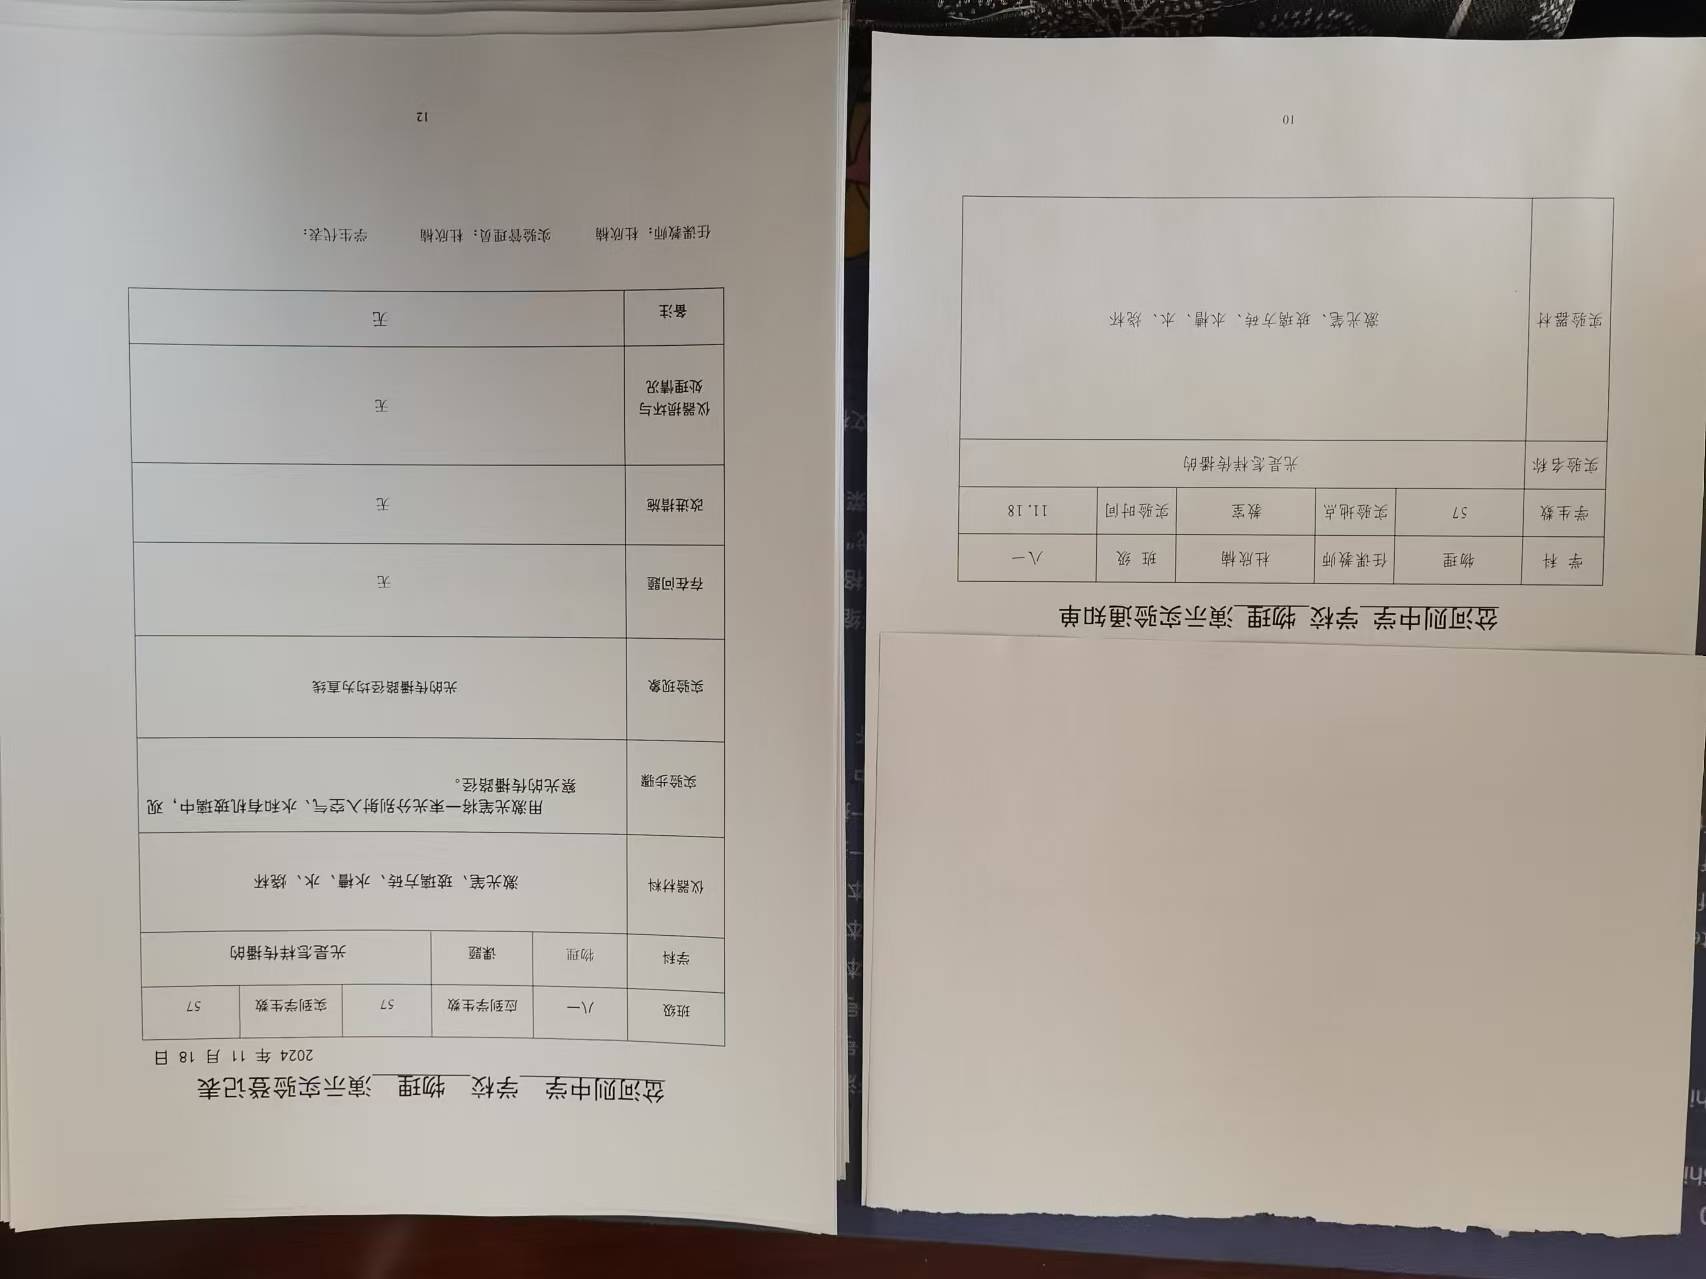 岔河则中学 学校 物理 演示实验登记表
2024 年 11 月 18 日
班级 八一 应到学生数 57 实到学生数 57
学科 物理 课题 光是怎样传播的
仪器材料 激光笔、玻璃方砖、水槽、水、烧杯
实验步骤
用激光笔将一束光分别射入空气、水和有机玻璃中，观
察光的传播路径。
实验现象 光的传播路径均为直线
存在问题 无
改进措施 无
仪器损坏与
处理情况
无
备注 无
任课教师：杜欣楠 实验管理员：杜欣楠 学生代表：
12
岔河则中学 学校 物理 演示实验通知单
学 科 物理 任课教师 杜欣楠 班 级 八一
学生数 57 实验地点 教室 实验时间 11.18
实验名称 光是怎样传播的
实验器材 激光笔、玻璃方砖、水槽、水、烧杯
10